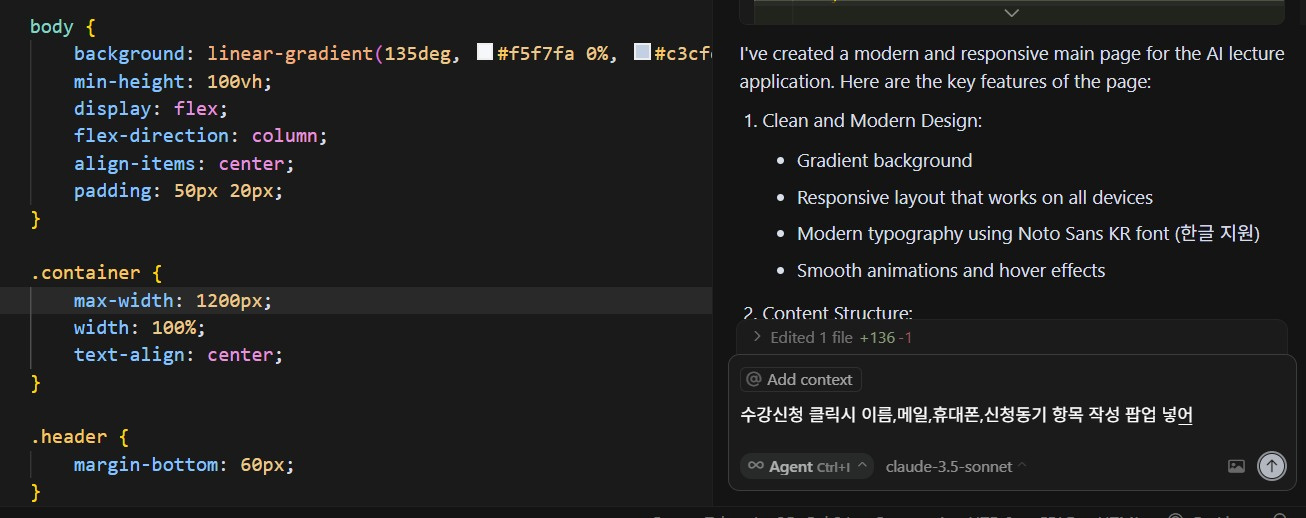 body {
background: linear-gradient(135deg, #f5f7fa 0%, #c3cfe
min-height: 100vh;
display: flex;
flex-direction: column;
align-items: center;
padding: 50px 20px;
}
.container {
max-width: 1200px;
width: 100%;
text-align: center;
}
.header {
margin-bottom: 60px;
}
I've created a modern and responsive main page for the AI lecture
application. Here are the key features of the page:
1. Clean and Modern Design:
• Gradient background
• Responsive layout that works on all devices
• Modern typography using Noto Sans KR font (한글 지원)
• Smooth animations and hover effects
2. Content Structure:
> Edited 1 file +136 -1
@ Add context
수강신청 클릭시 이름,메일,휴대폰,신청동기 항목 작성 팝업 넣어
∞ Agent Ctrl+I ^ claude-3.5-sonnet ^